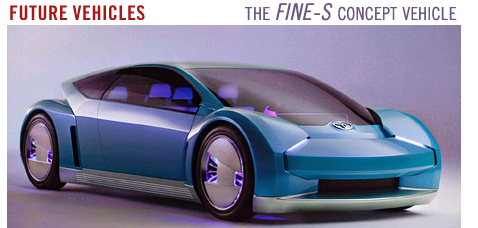 FUTURE VEHICLES
THE FINE-S CONCEPT VEHICLE